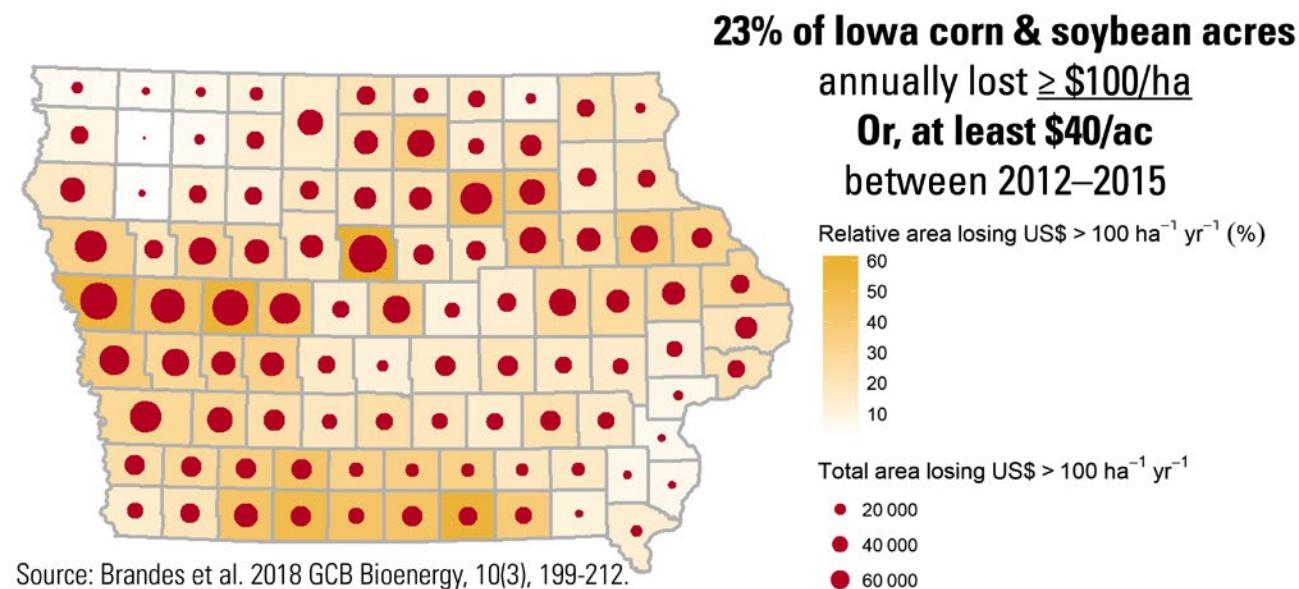 23% of Iowa corn & soybean acres
annually lost ≥ $100/ha
Or, at least $40/ac
between 2012–2015
Relative area losing US$ > 100 ha⁻¹ yr⁻¹ (%)
60
50
40
30
20
10
Total area losing US$ > 100 ha⁻¹ yr⁻¹
20 000
40 000
60 000
Source: Brandes et al. 2018 GCB Bioenergy, 10(3), 199-212.